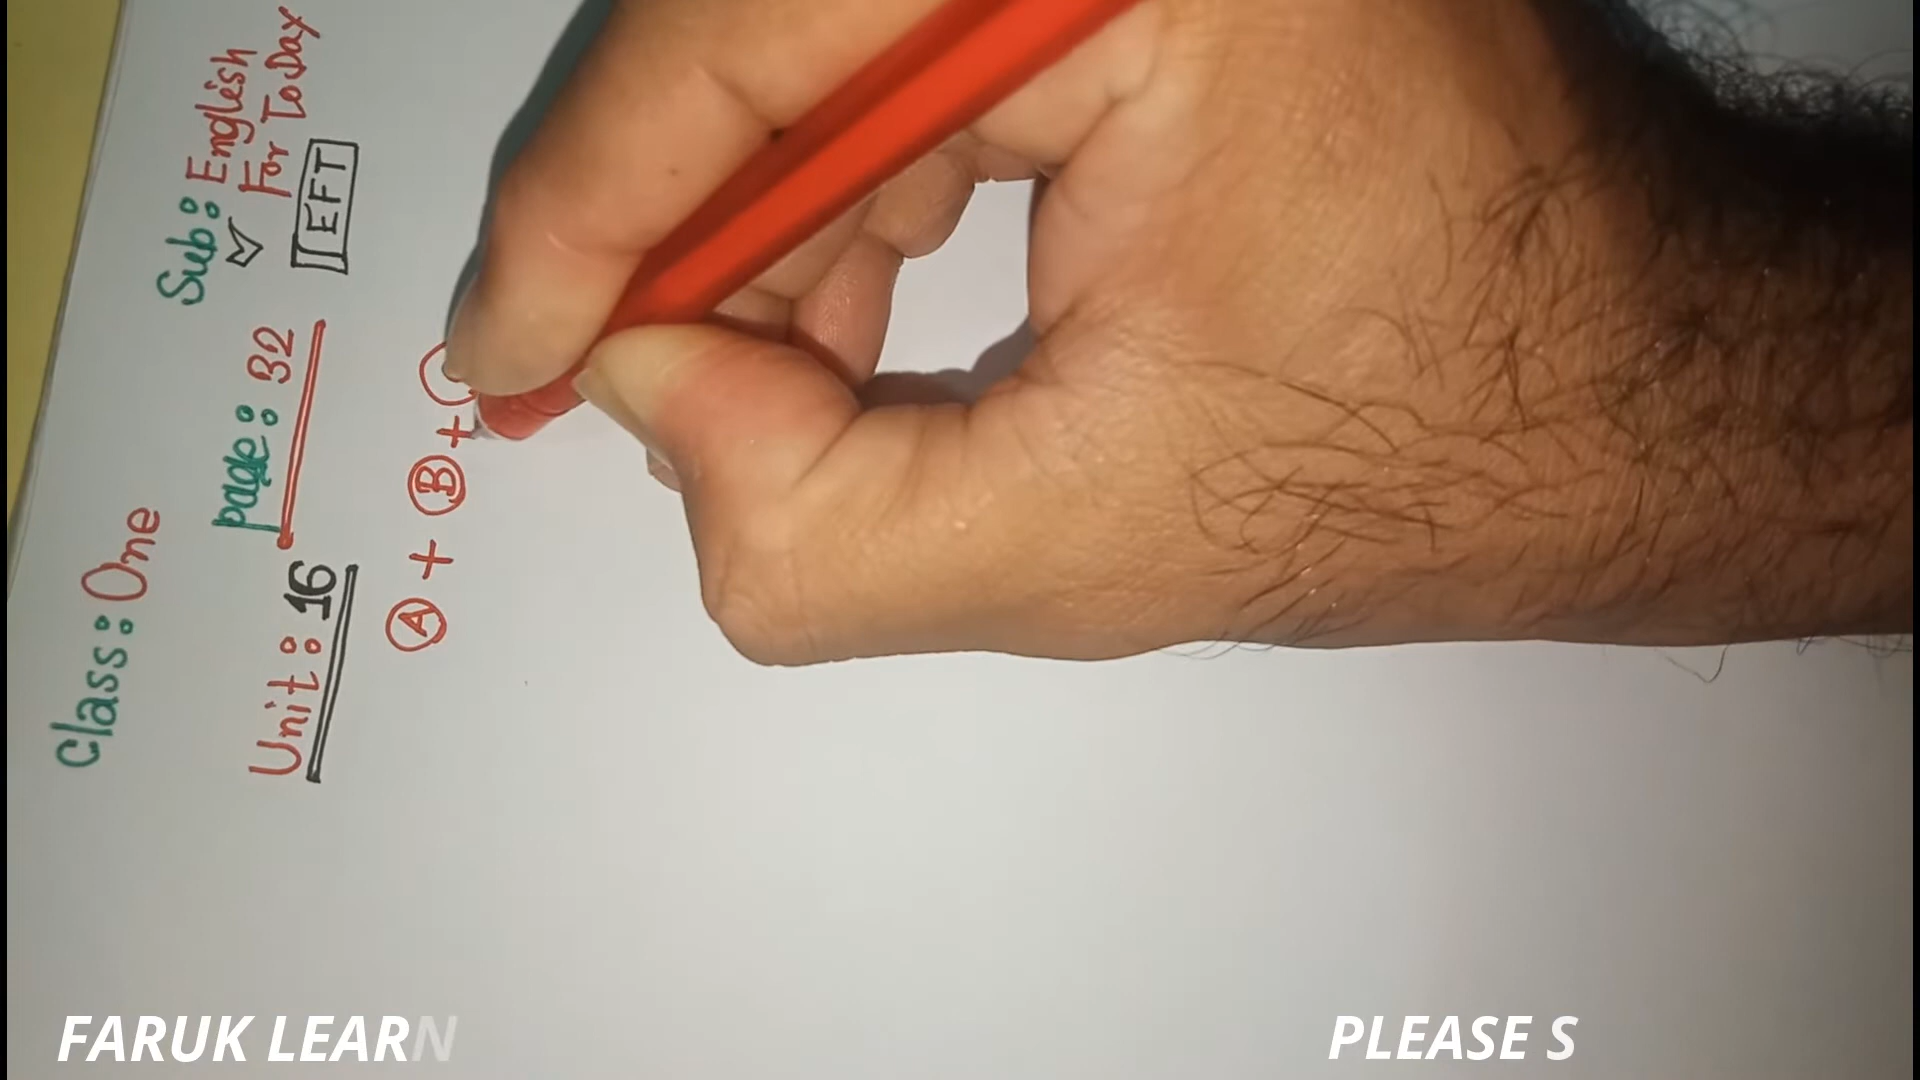 Class: One
Sub: English
For ToDay
EFT
Unit: 16
page: 32
A + B +
FARUK LEARN
PLEASE S